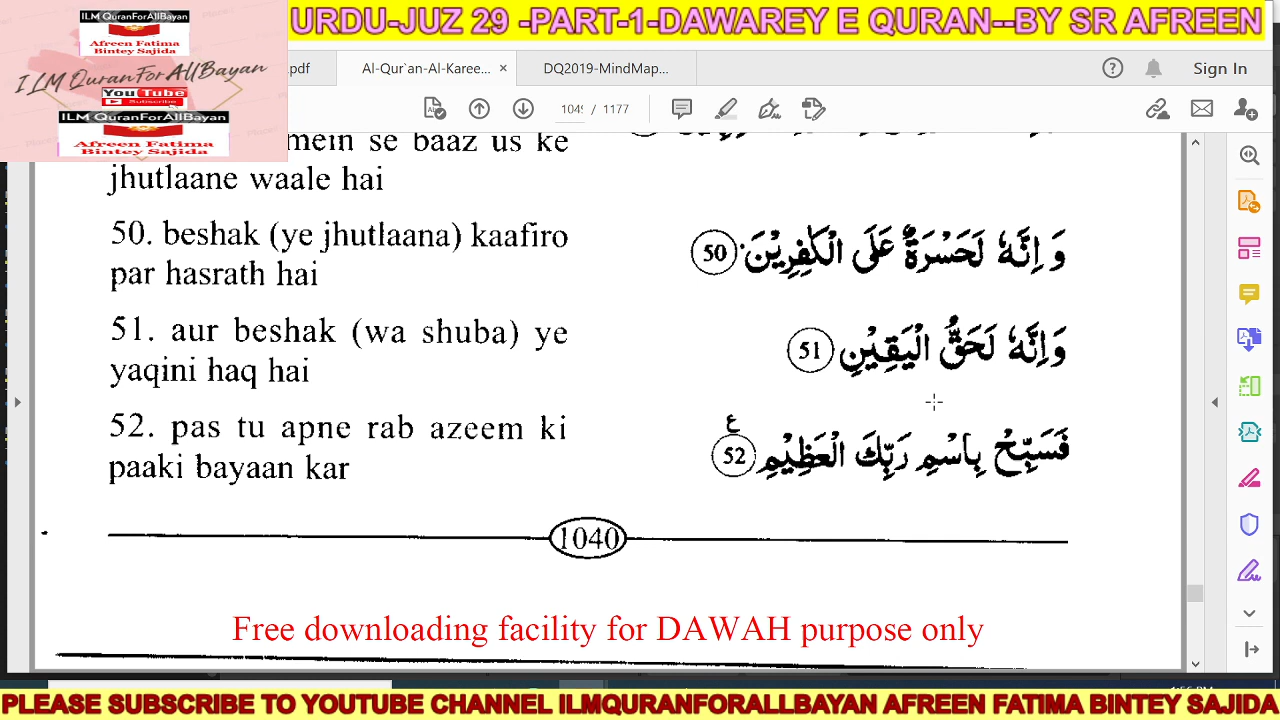 ILM QuranForAllBayan
Afreen Fatima
Bintey Sajida
ILM QuranForAllBayan
YouTube
Subscribe
ILM QuranForAllBayan
Afreen Fatima
Bintey Sajida
URDU-JUZ 29 -PART-1-DAWAREY E QURAN--BY SR AFREEN
.pdf
Al-Qur`an-Al-Karee... ×
DQ2019-MindMap...
Sign In
1049 / 1177
mein se baaz us ke
jhutlaane waale hai
50. beshak (ye jhutlaana) kaafiro
par hasrath hai
وَ اِنَّهٗ لَحَسْرَةٌ عَلَى الْكٰفِرِيْنَ 50
51. aur beshak (wa shuba) ye
yaqini haq hai
وَاِنَّهٗ لَحَقُّ الْيَقِيْنِ 51
52. pas tu apne rab azeem ki
paaki bayaan kar
فَسَبِّحْ بِاسْمِ رَبِّكَ الْعَظِيْمِ 52 ع
1040
Free downloading facility for DAWAH purpose only
PLEASE SUBSCRIBE TO YOUTUBE CHANNEL ILMQURANFORALLBAYAN AFREEN FATIMA BINTEY SAJIDA